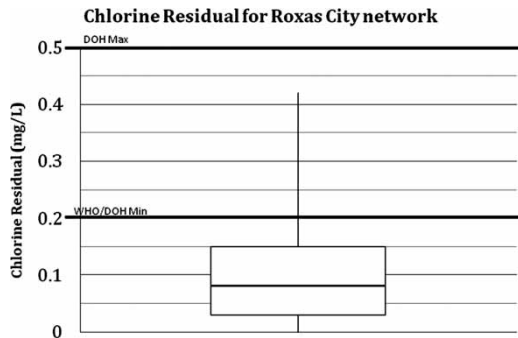 Chlorine Residual for Roxas City network
DOH Max
0.5
0.4
0.3
WHO/DOH Min
0.2
0.1
0
Chlorine Residual (mg/L)